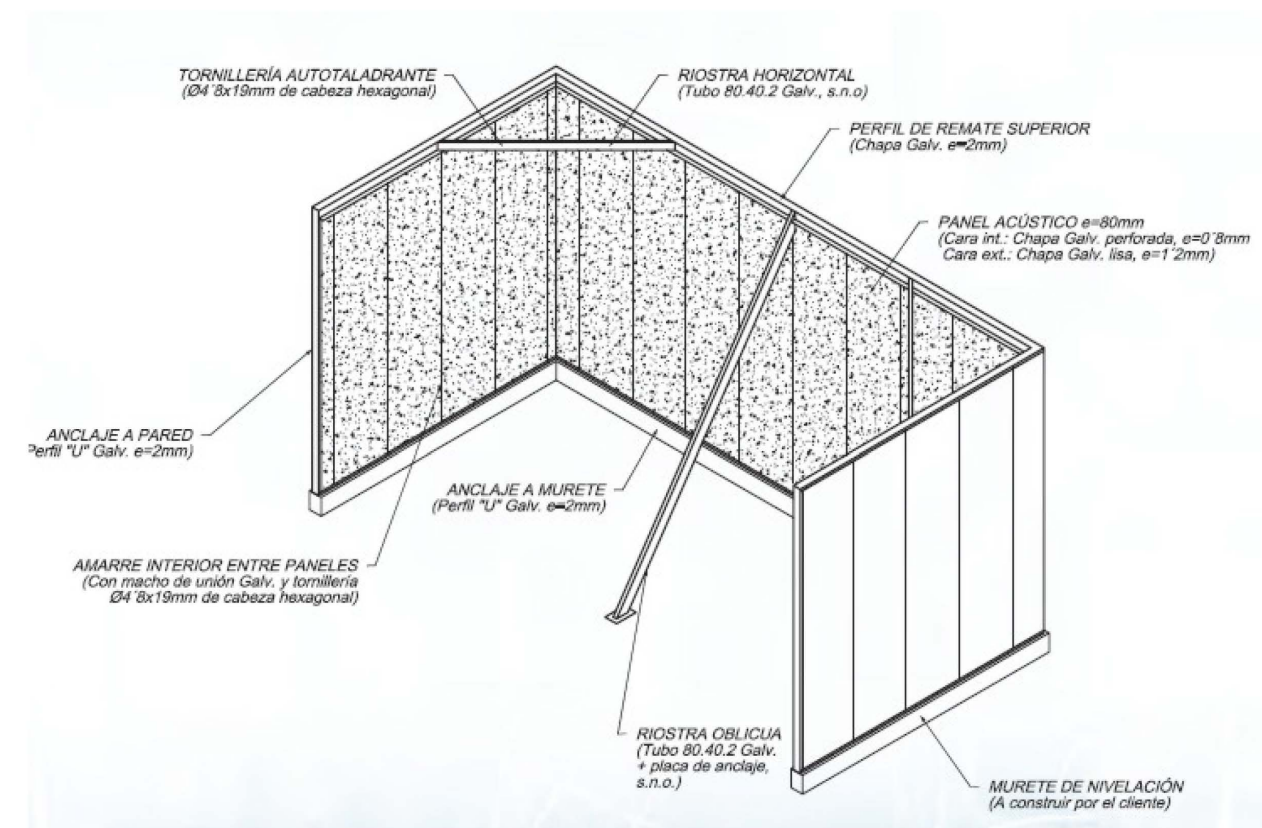 TORNILLERÍA AUTOTALADRANTE
(Ø4´8x19mm de cabeza hexagonal)
RIOSTRA HORIZONTAL
(Tubo 80.40.2 Galv., s.n.o)
PERFIL DE REMATE SUPERIOR
(Chapa Galv. e=2mm)
PANEL ACÚSTICO e=80mm
(Cara int.: Chapa Galv. perforada, e=0´8mm
Cara ext.: Chapa Galv. lisa, e=1´2mm)
ANCLAJE A PARED
Perfil "U" Galv. e=2mm)
ANCLAJE A MURETE
(Perfil "U" Galv. e=2mm)
AMARRE INTERIOR ENTRE PANELES
(Con macho de unión Galv. y tornillería
Ø4´8x19mm de cabeza hexagonal)
RIOSTRA OBLICUA
(Tubo 80.40.2 Galv.
+ placa de anclaje,
s.n.o.)
MURETE DE NIVELACIÓN
(A construir por el cliente)